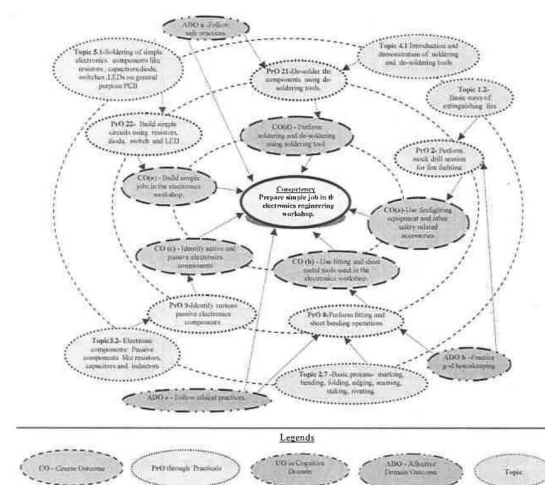 ADO a -Follow
safe practices.
Topic 5.1-Soldering of simple
electronics components like
resistors, capacitors, diode,
switches, LEDs on general
purpose PCB
Topic 4.1 Introduction and
demonstration of soldering
and de-soldering tools
PrO 21-De-solder the
components using de-
soldering tools.
Topic 1.2-
Basic ways of
extinguishing fire
PrO 22- Build simple
circuits using resistors,
diode, switch and LED
CO(d) - Perform
soldering and de-soldering
using soldering tool
PrO 2- Perform
mock drill session
for fire fighting
CO(e) - Build simple
jobs in the electronics
workshop.
Competency
Prepare simple job in th
electronics engineering
workshop.
CO(a)-Use firefighting
equipment and other
safety related
accessories
CO (c) - Identify active and
passive electronics
components
CO (b) - Use fitting and sheet
metal tools used in the
electronics workshop.
PrO 9-Identify various
passive electronics
components
PrO 8-Perform fitting and
sheet bending operations
Topic3.2- Electronic
components: Passive
components like resistors,
capacitors and inductors
ADO b -Practice
good housekeeping
Topic 2.7 -Basic process- marking,
bending, folding, edging, seaming,
staking, riveting.
ADO e - Follow ethical practices.
Legends
CO - Course Outcome
PrO through Practicals
UO in Cognitive
Domain
ADO - Affective
Domain Outcome
Topic